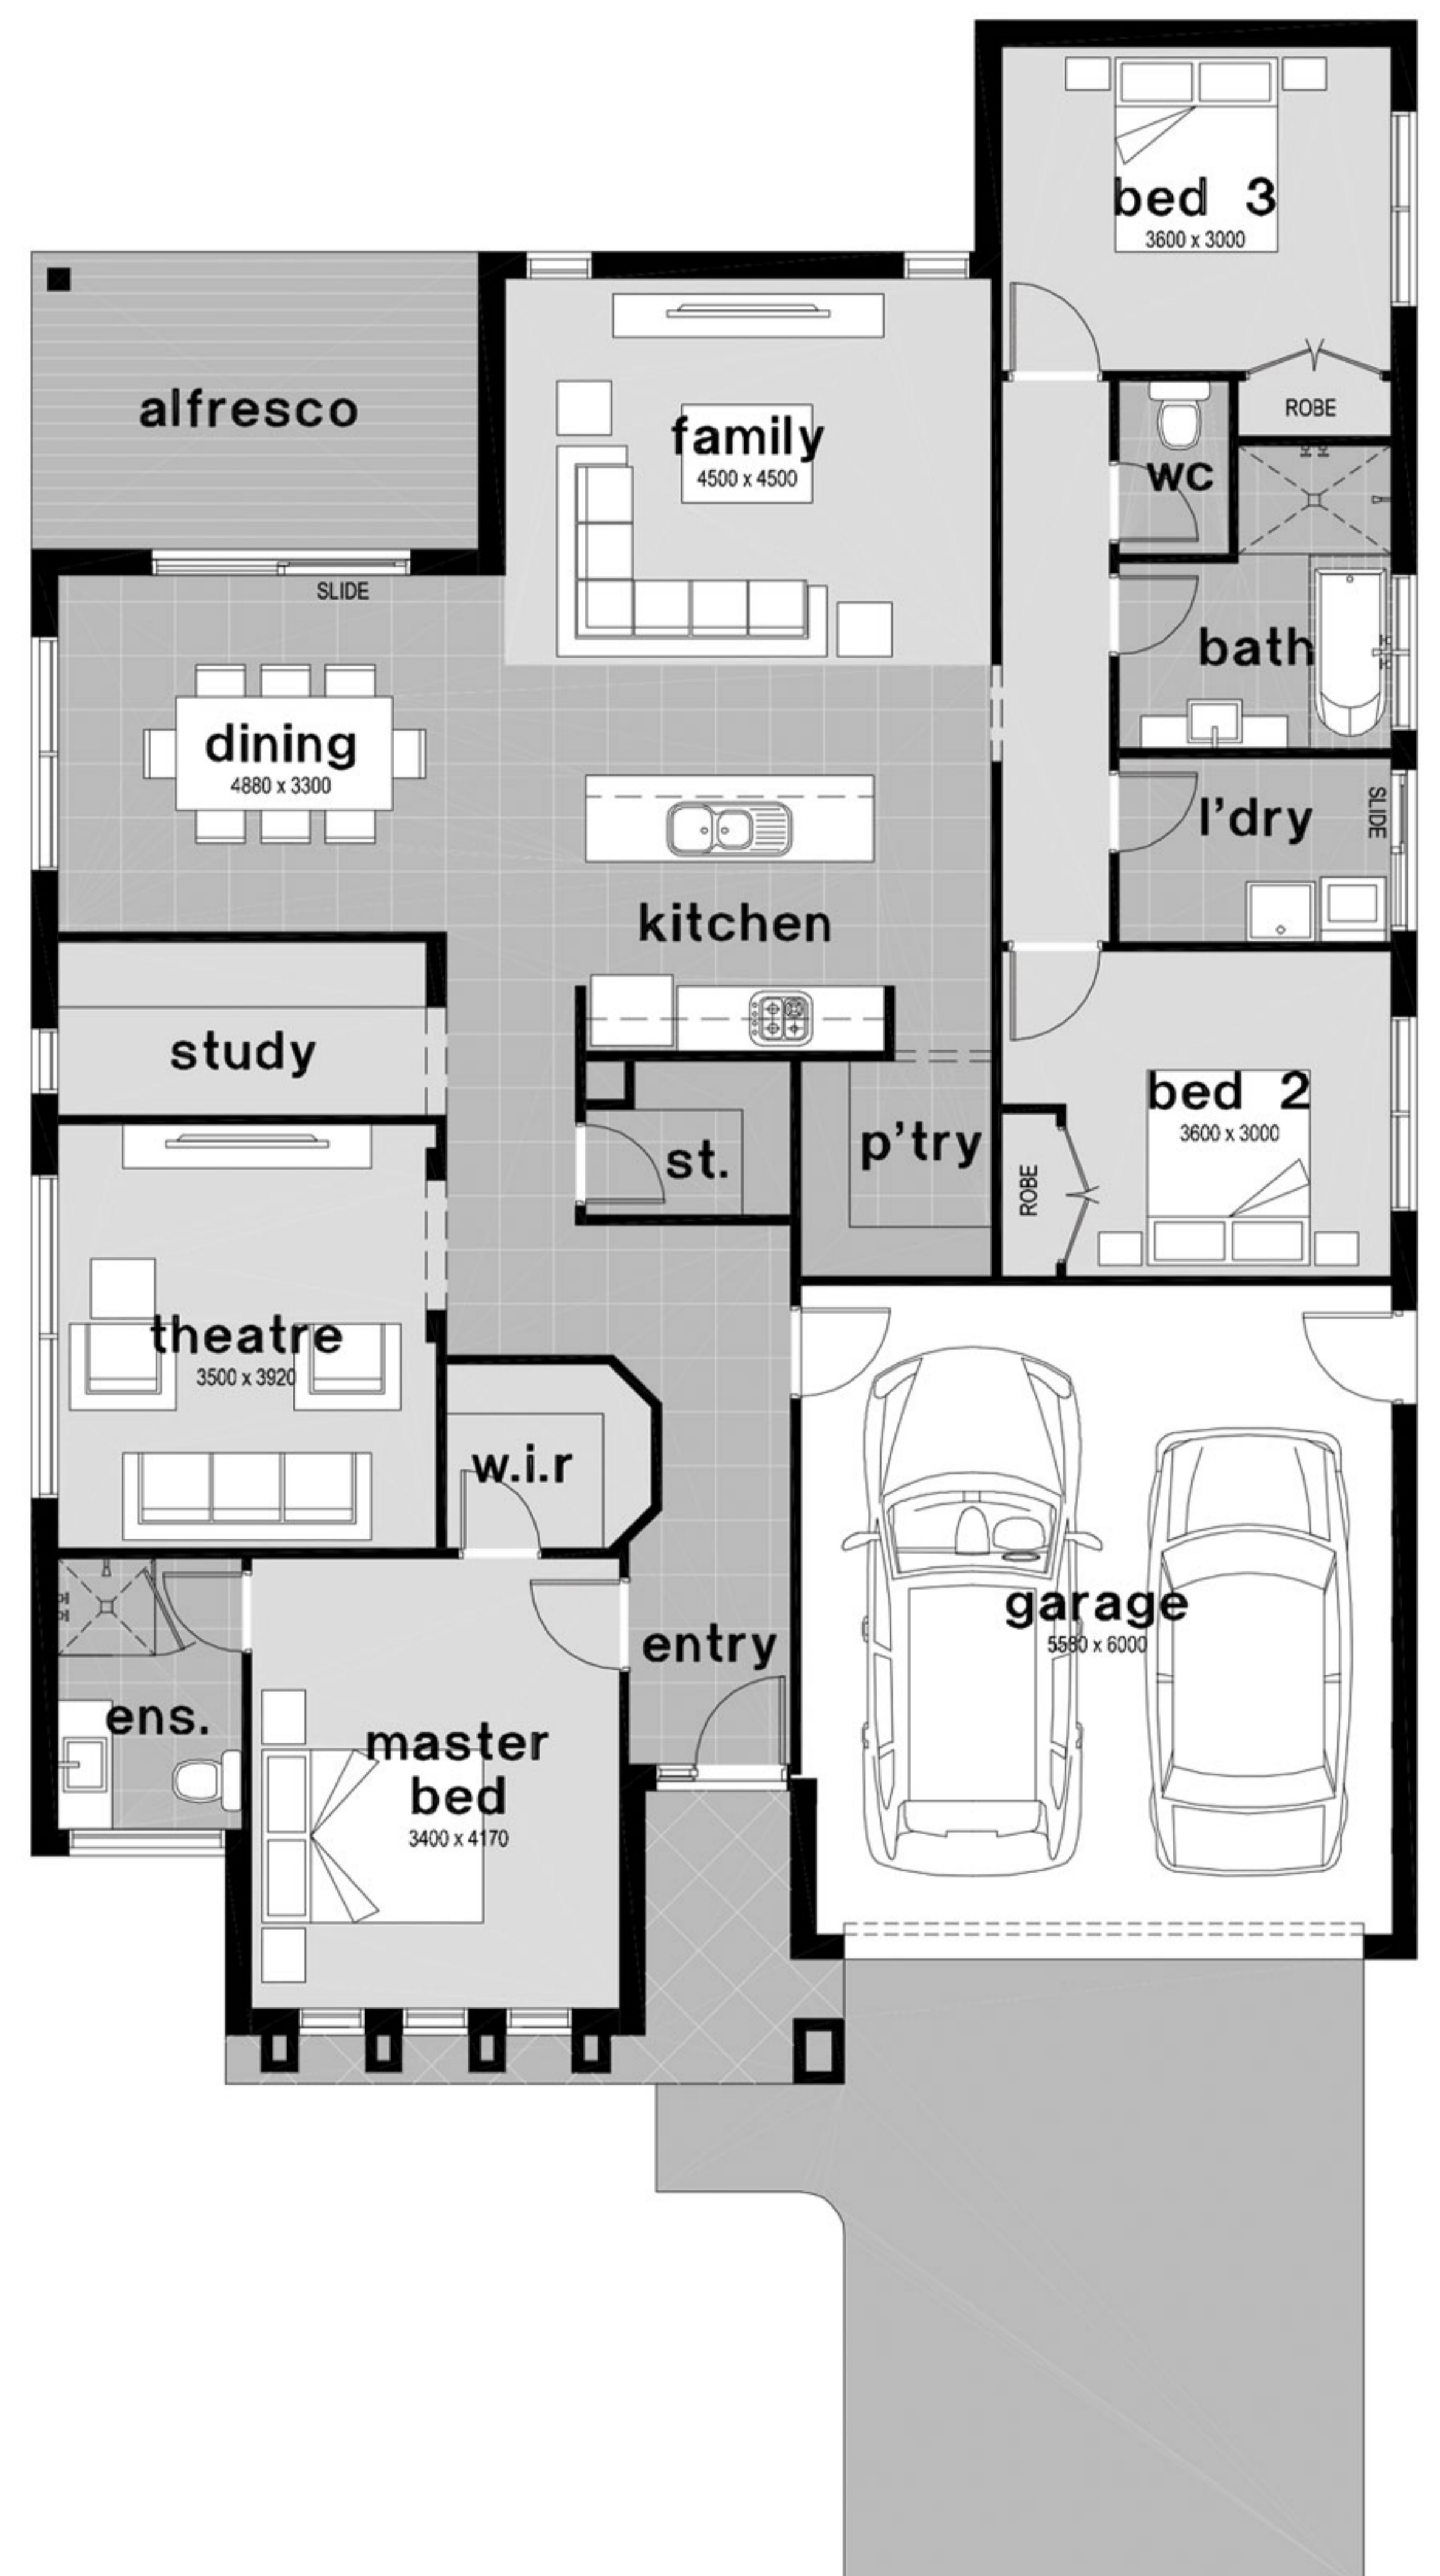 bed 3
3600 x 3000
ROBE
alfresco
family
4500 x 4500
wc
SLIDE
bath
dining
4880 x 3300
l'dry
SLIDE
kitchen
study
bed 2
3600 x 3000
st.
p'try
ROBE
theatre
3500 x 3920
w.i.r
garage
5580 x 6000
entry
ens.
master
bed
3400 x 4170